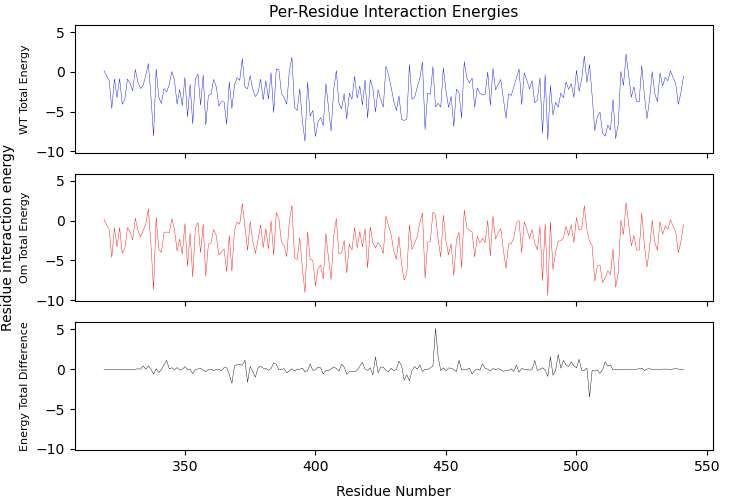 Per-Residue Interaction Energies
Residue interaction energy
WT Total Energy
5
0
−5
−10
Om Total Energy
5
0
−5
−10
Energy Total Difference
5
0
−5
−10
350
400
450
500
550
Residue Number